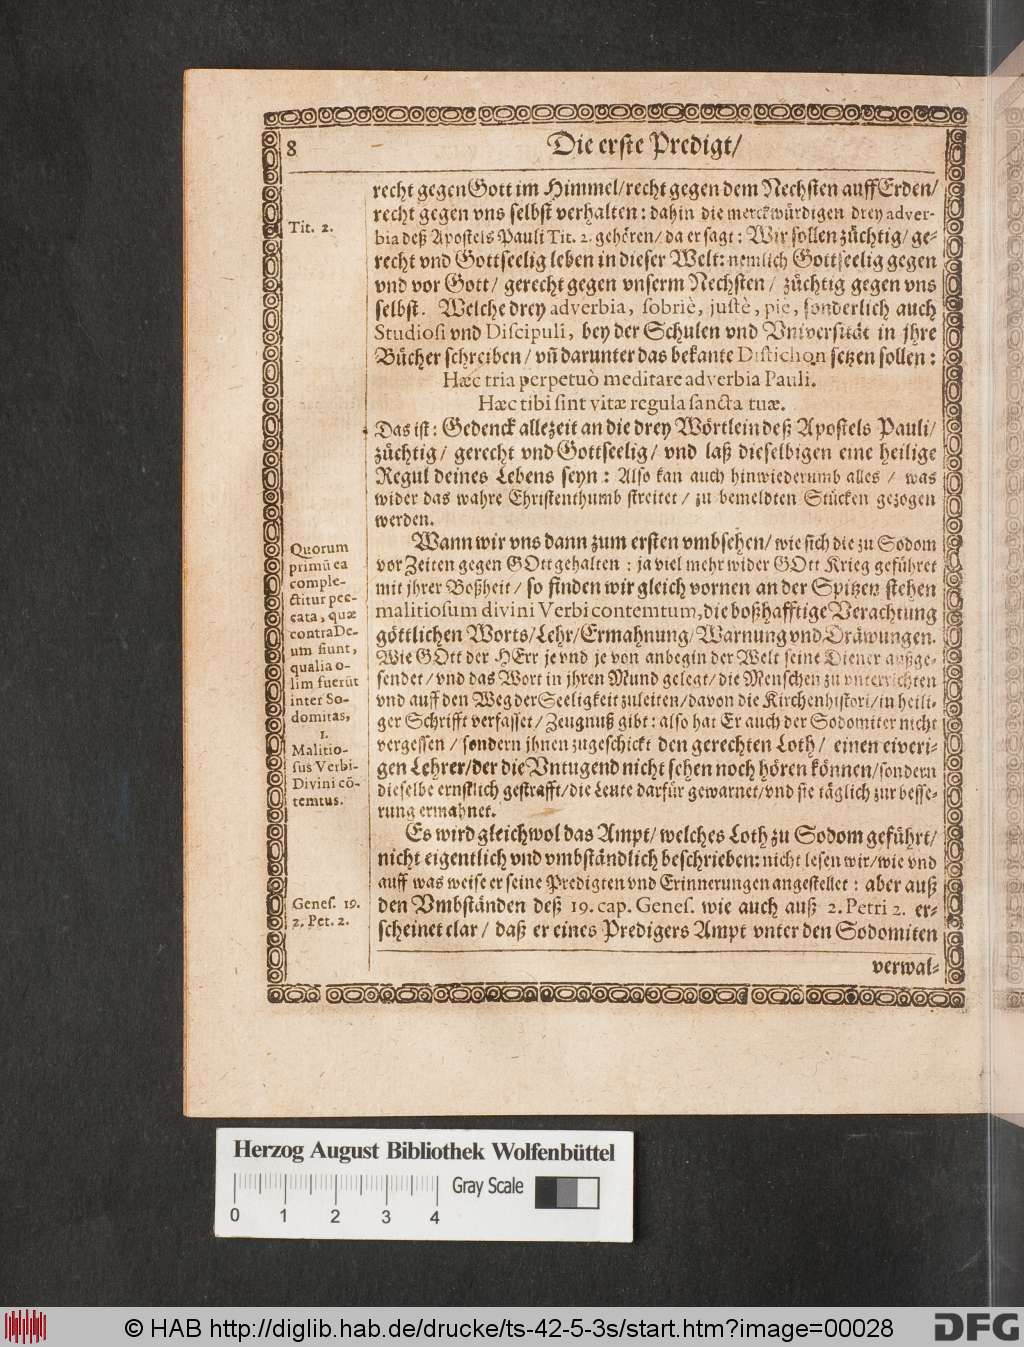 8
Die erste Predigt/
recht gegen Gott im Himmel/recht gegen dem Nechsten auff Erden/
recht gegen vns selbst verhalten: dahin die merckwürdigen drey adver-
bia deß Apostels Pauli Tit. 2. gehören/ da er sagt: Wir sollen züchtig/ ge-
recht vnd Gottseelig leben in dieser Welt: nemlich Gottseelig gegen
vnd vor Gott/ gerecht gegen vnserm Nechsten/ züchtig gegen vns
selbst. Welche drey adverbia, sobriè, justè, piè, sonderlich auch
Studiosi vnd Discipuli, bey der Schulen vnd Vniversität in jhre
Bücher schreiben/ vn̄ darunter das bekante Distichon setzen sollen:
Hæc tria perpetuò meditare adverbia Pauli.
Hæc tibi sint vitæ regula sancta tuæ.
Das ist: Gedenck allezeit an die drey Wörtlein deß Apostels Pauli/
züchtig/ gerecht vnd Gottseelig/ vnd laß dieselbigen eine heilige
Regul deines Lebens seyn: Also kan auch hinwiederumb alles/ was
wider das wahre Christenthumb streitet/ zu bemeldten Stücken gezogen
werden.
Wann wir vns dann zum ersten vmbsehen/ wie sich die zu Sodom
vor Zeiten gegen GOtt gehalten: ja viel mehr wider GOtt Krieg geführet
mit jhrer Boßheit/ so finden wir gleich vornen an der Spitzen stehen
malitiosum divini Verbi contemtum, die boßhafftige Verachtung
göttlichen Worts/Lehr/Ermahnung/Warnung vnd Dräwungen.
Wie GOtt der HErr je vnd je von anbegin der Welt seine Diener außge-
sendet/vnd das Wort in jhren Mund gelegt/die Menschen zu vnterrichten
vnd auff den Weg der Seeligkeit zuleiten/davon die Kirchenhistori/in heili-
ger Schrifft verfasset/Zeugnuß gibt: also hat Er auch der Sodomiter nicht
vergessen/ sondern jhnen zugeschickt den gerechten Loth/ einen eiveri-
gen Lehrer/der die Vntugend nicht sehen noch hören können/sondern
dieselbe ernstlich gestrafft/die Leute darfür gewarnet/vnd sie täglich zur besse-
rung ermahnet.
Es wird gleichwol das Ampt/welches Loth zu Sodom geführt/
nicht eigentlich vnd vmbständlich beschrieben: nicht lesen wir/wie vnd
auff was weise er seine Predigten vnd Erinnerungen angestellet: aber auß
den Vmbständen deß 19. cap. Genes. wie auch auß 2. Petri 2. er-
scheinet clar/ daß er eines Predigers Ampt vnter den Sodomiten
verwal-
Tit. 2.
Quorum
primū ea
comple-
ctitur pec-
cata, quæ
contra De-
um fiunt,
qualia o-
lim fuerūt
inter So-
domitas,
1.
Malitio-
sus Verbi-
Divini cō-
temtus.
Genes. 19.
2. Pet. 2.
Herzog August Bibliothek Wolfenbüttel
Gray Scale
0 1 2 3 4
© HAB http://diglib.hab.de/drucke/ts-42-5-3s/start.htm?image=00028
DFG